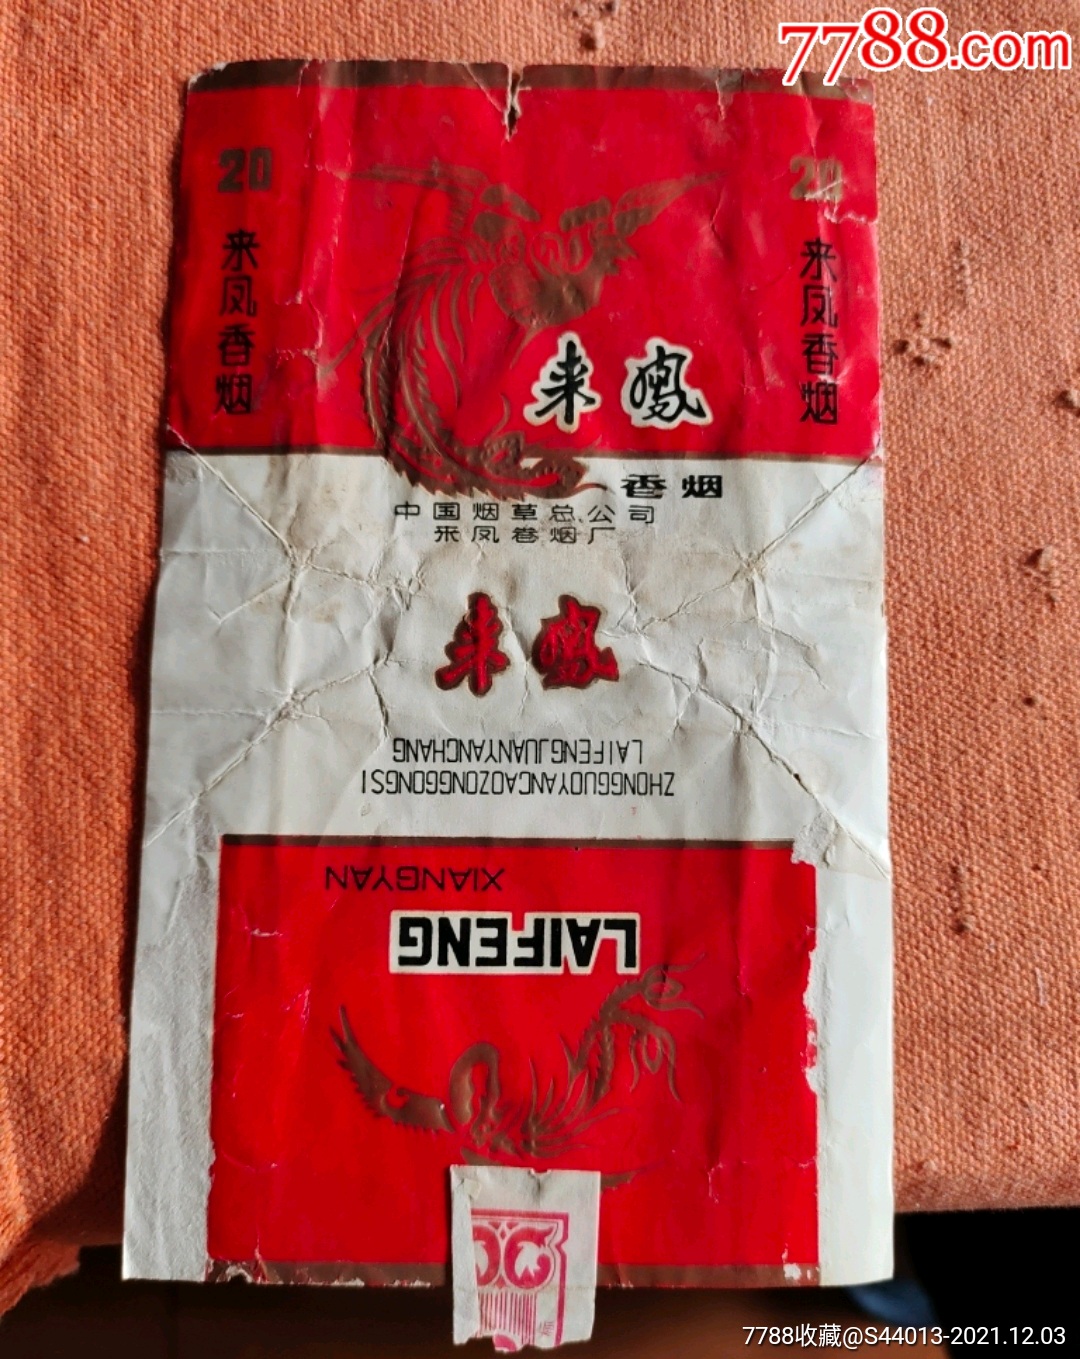 7788.com
20
20
来凤香烟
来凤香烟
来鳳
香烟
中国烟草总公司
来凤卷烟厂
来鳳
LAIFENGJUANYANCHANG
ZHONGGUOYANCAOZONGGONGSI
XIANGYAN
LAIFENG
7788收藏@S44013-2021.12.03